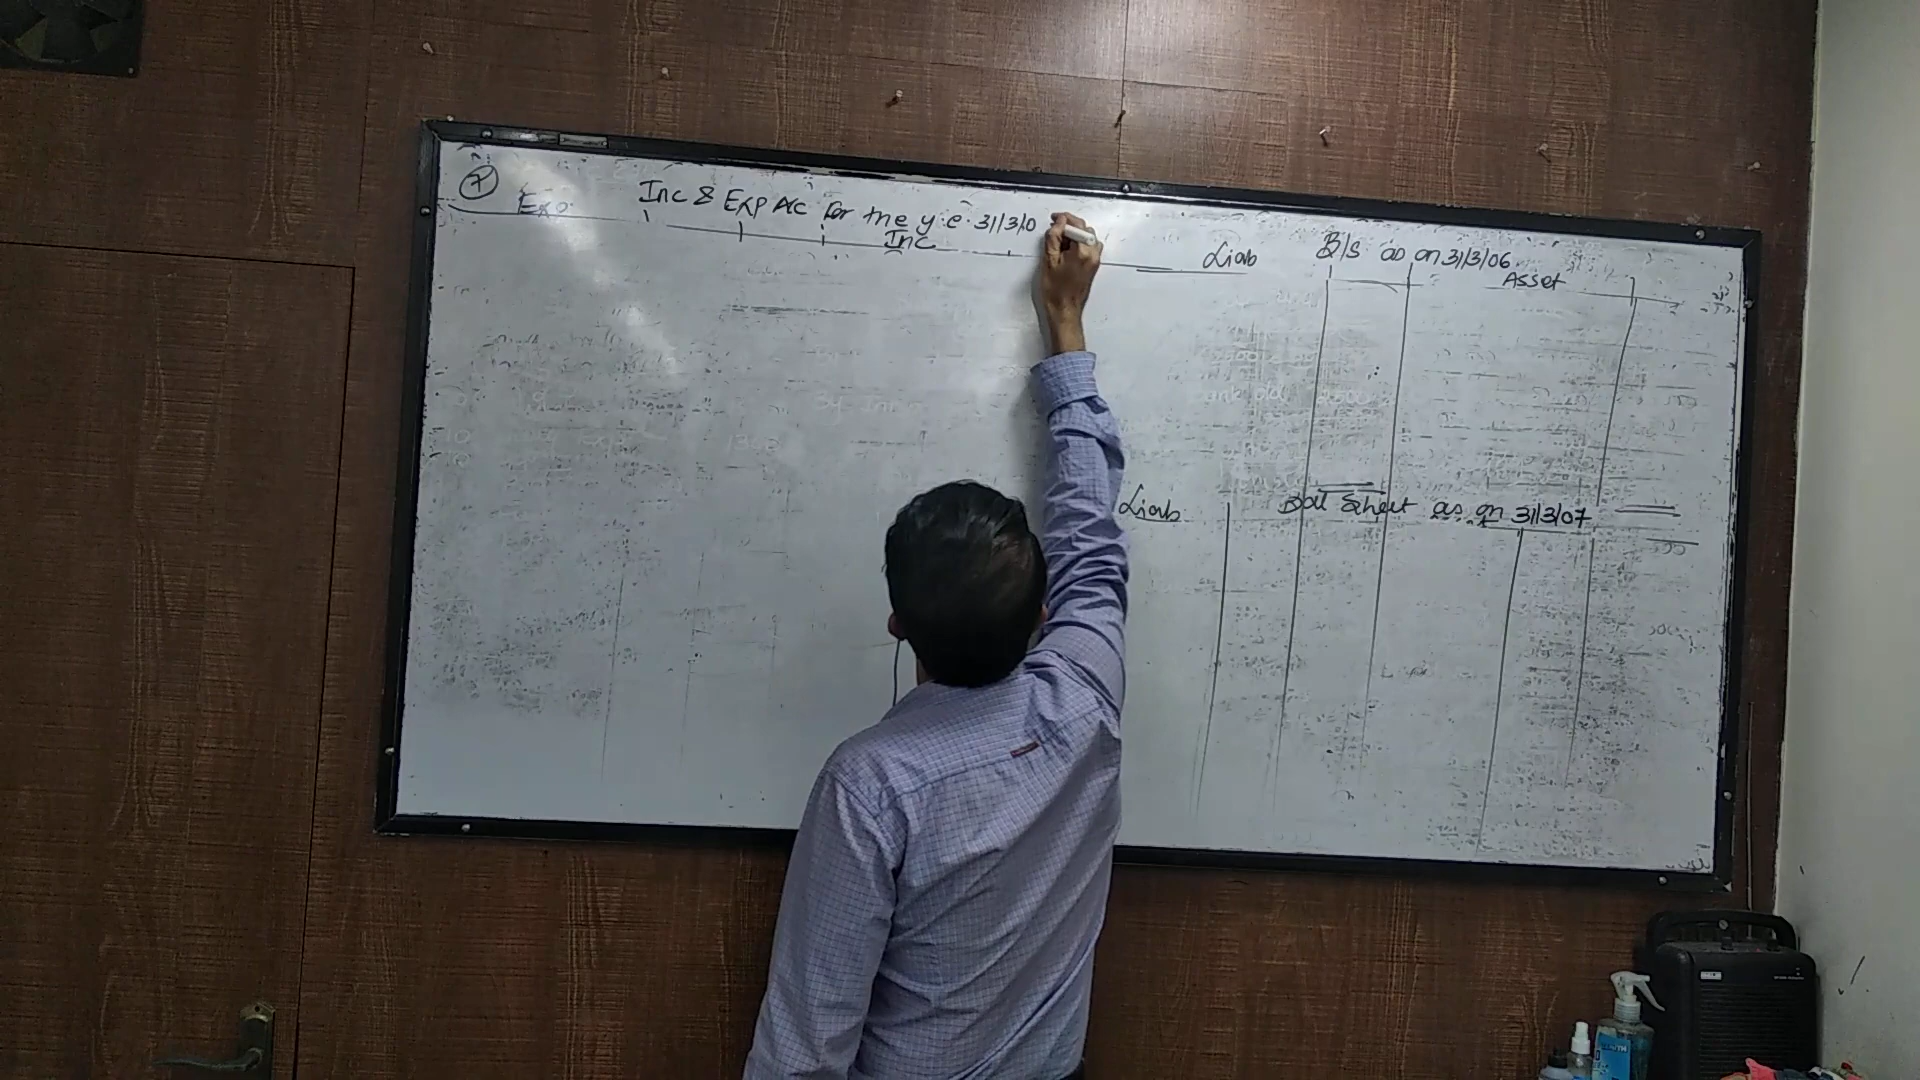 7
Exp. Inc & Exp A/c for the y.e. 31/3/0
Inc
Liab B/S as on 31/3/06
Asset
Liab Bal Sheet as on 31/3/07